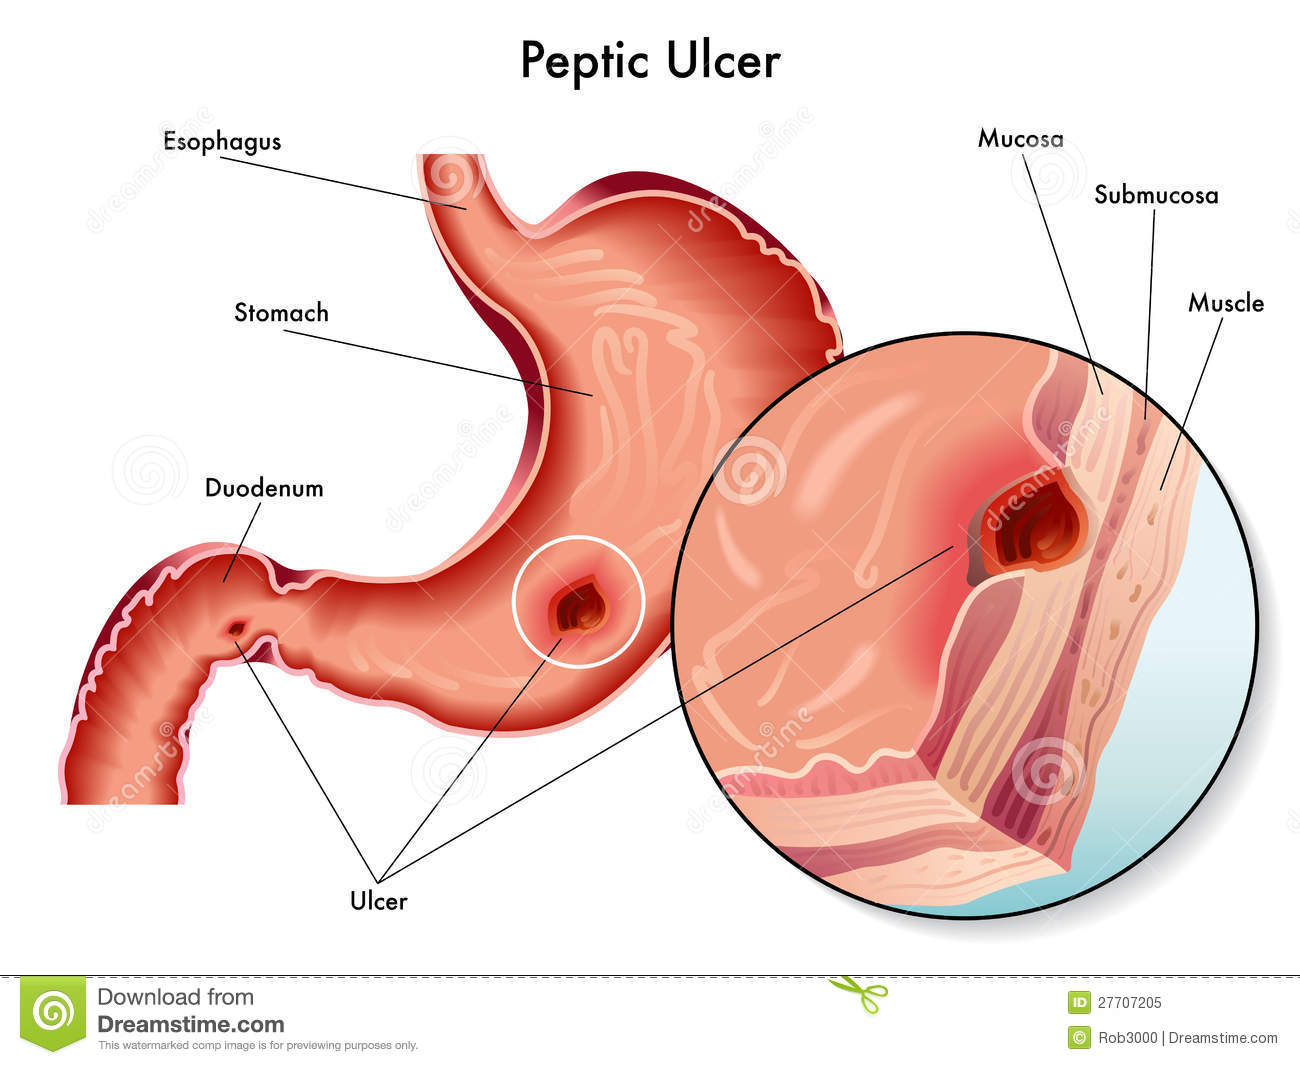 Peptic Ulcer
Esophagus
Mucosa
Submucosa
Muscle
Stomach
Duodenum
Ulcer
dreamstime
Download from
Dreamstime.com
This watermarked comp image is for previewing purposes only.
ID 27707205
© Rob3000 | Dreamstime.com